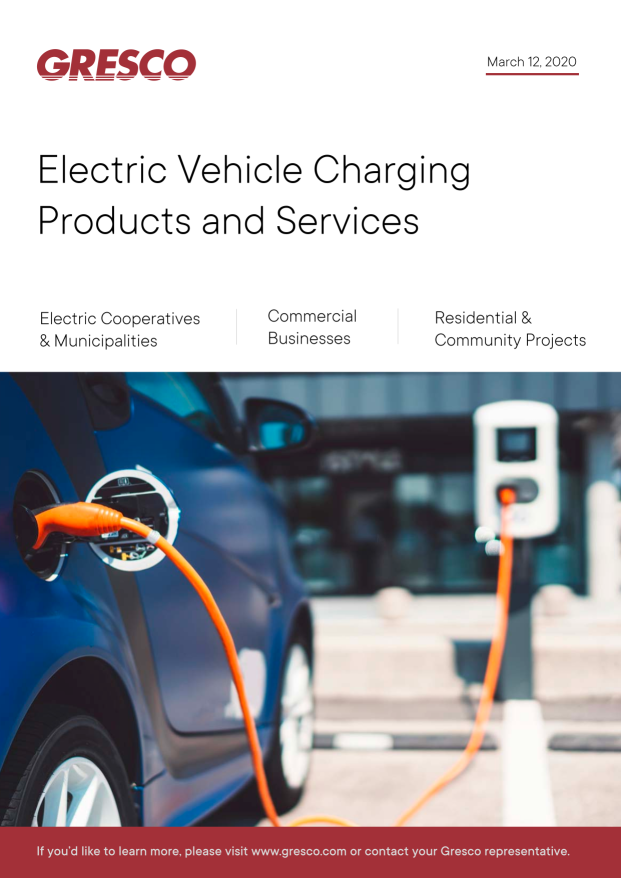 GRESCO
March 12, 2020
Electric Vehicle Charging
Products and Services
Electric Cooperatives
& Municipalities
Commercial
Businesses
Residential &
Community Projects
If you'd like to learn more, please visit www.gresco.com or contact your Gresco representative.